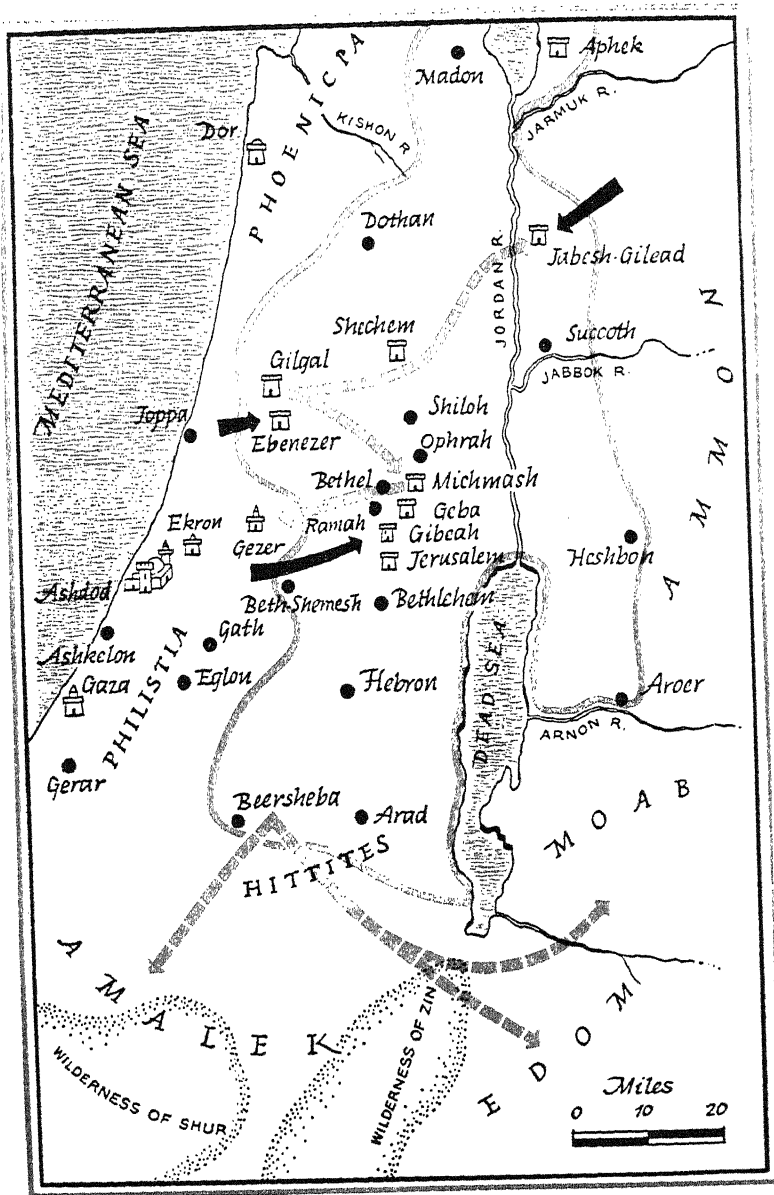 Aphek
Madon
JARMUK R.
PHOENICPA
KISHON R
Dor
MEDITERRANEAN SEA
Dothan
JORDAN R.
Jabesh-Gilead
AMMON
Shechem
Succoth
JABBOK R.
Gilgal
Joppa
Ebenezer
Shiloh
Ophrah
Bethel
Michmash
Ramah
Geba
Gibeah
Ekron
Gezer
Jerusalem
Heshbon
Ashdod
Beth-Shemesh
Bethlehem
Ashkelon
Gath
Gaza
Eglon
PHILISTIA
Hebron
DEAD SEA
Aroer
ARNON R.
Gerar
Beersheba
Arad
MOAB
HITTITES
AMALEK
WILDERNESS OF SHUR
WILDERNESS OF ZIN
EDOM
Miles
0 10 20